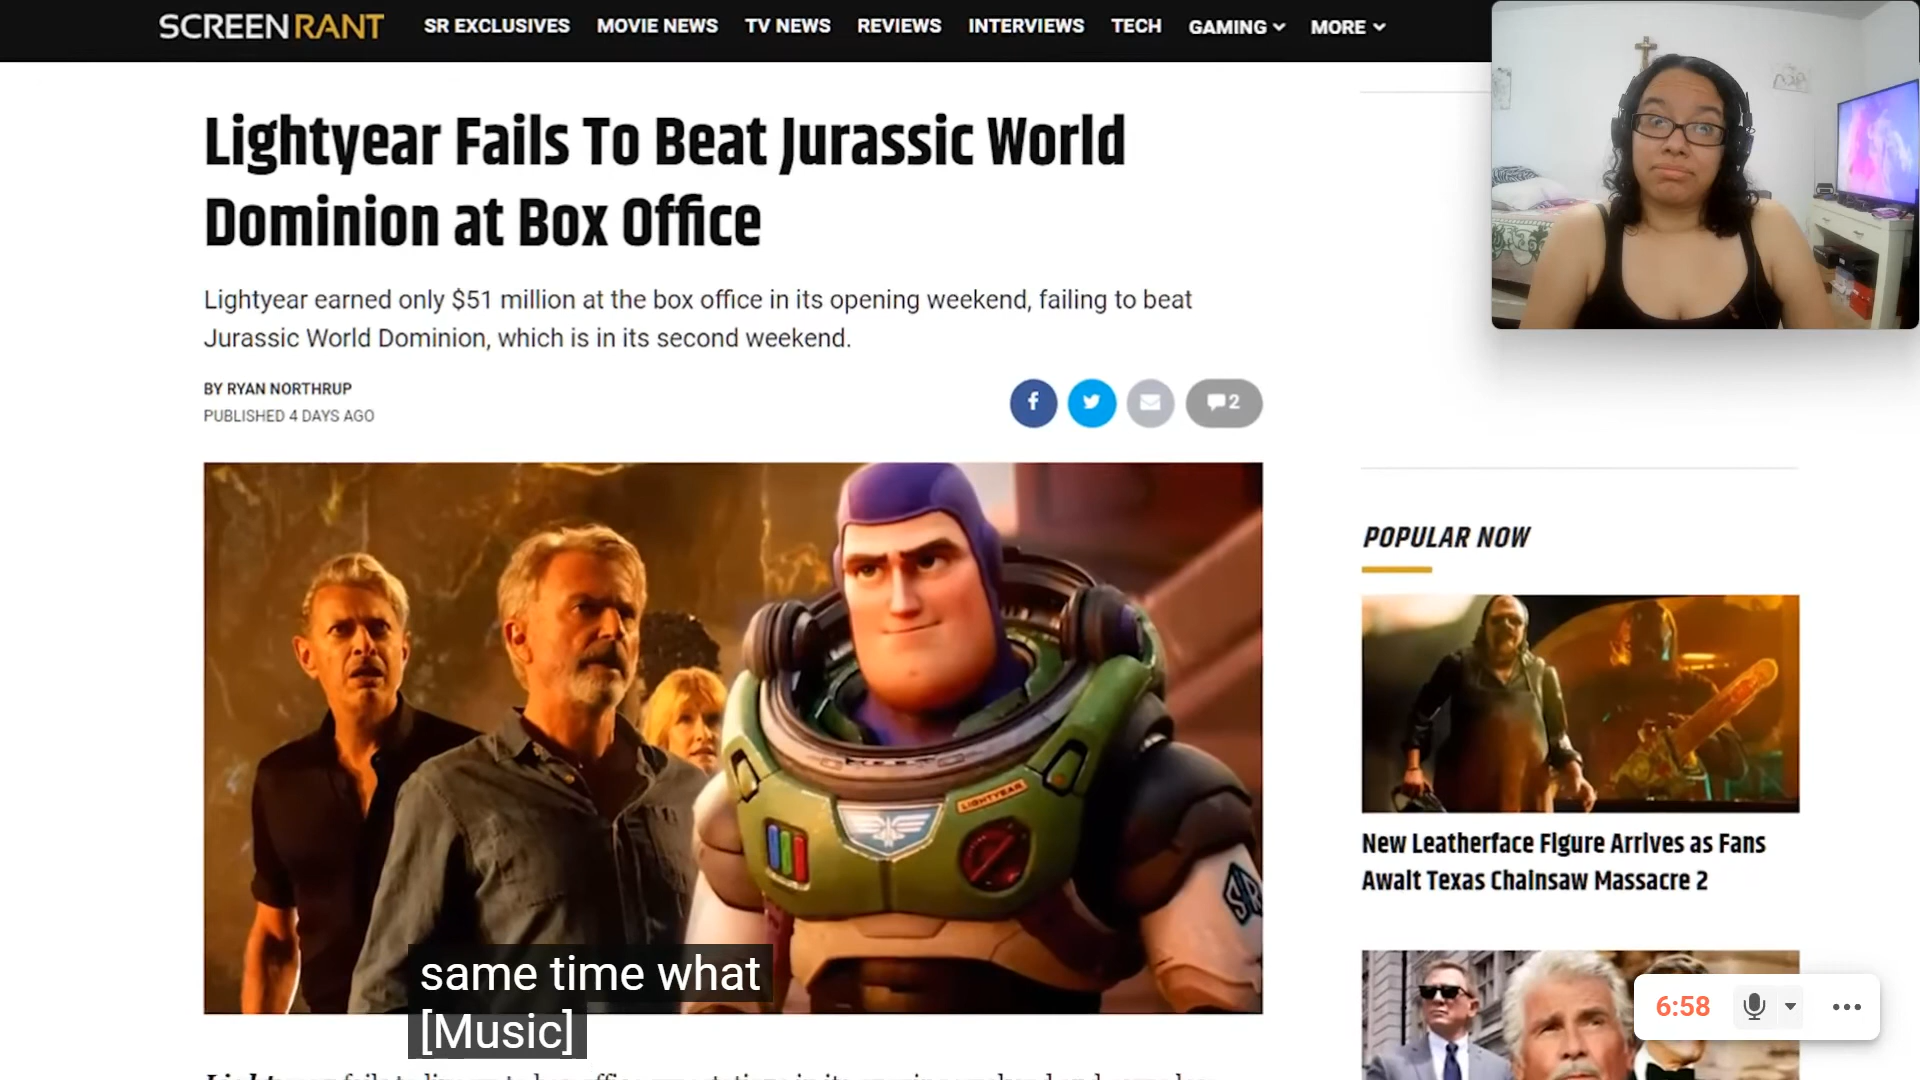 SCREENRANT
SR EXCLUSIVES MOVIE NEWS TV NEWS REVIEWS INTERVIEWS TECH GAMING MORE
Lightyear Fails To Beat Jurassic World
Dominion at Box Office
Lightyear earned only $51 million at the box office in its opening weekend, failing to beat
Jurassic World Dominion, which is in its second weekend.
BY RYAN NORTHRUP
PUBLISHED 4 DAYS AGO
2
LIGHTYEAR
SR
same time what
[Music]
POPULAR NOW
New Leatherface Figure Arrives as Fans
Await Texas Chainsaw Massacre 2
6:58